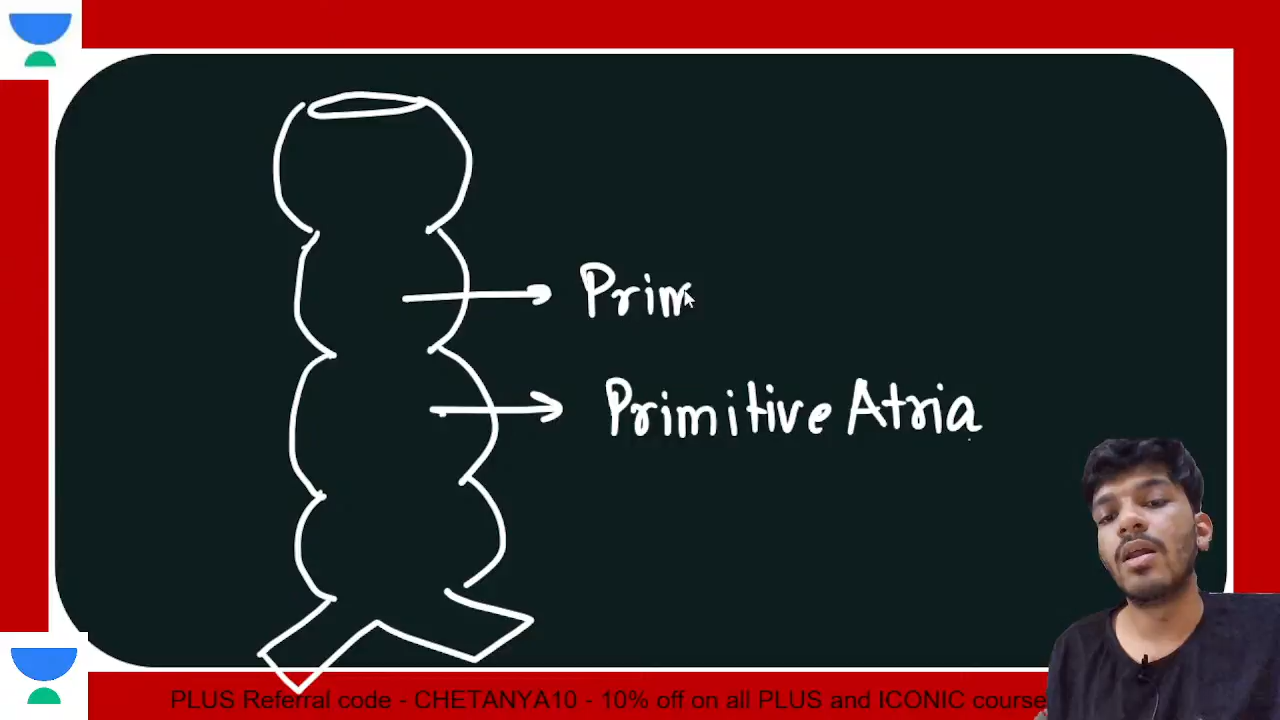 Prim
Primitive Atria
PLUS Referral code - CHETANYA10 - 10% off on all PLUS and ICONIC course